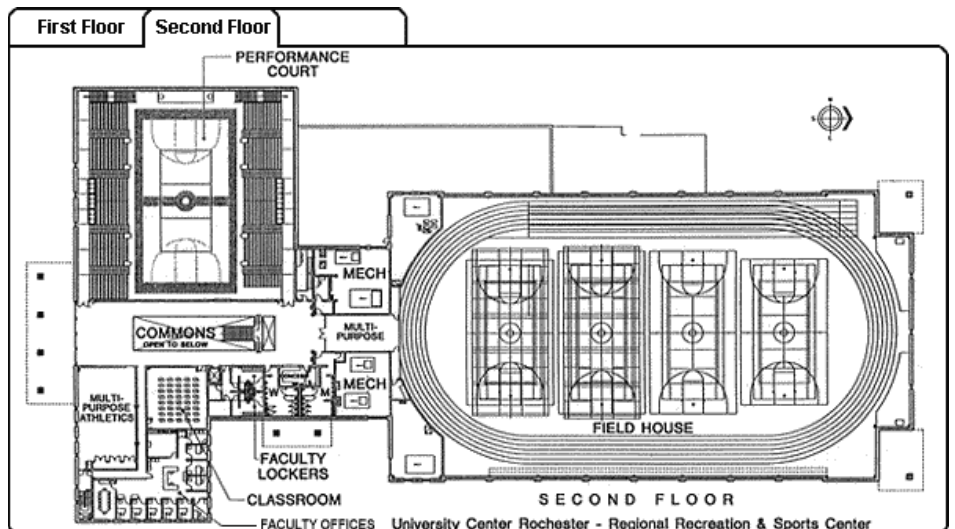 First Floor
Second Floor
PERFORMANCE
COURT
N
S
MECH
COMMONS
OPEN TO BELOW
MULTI-
PURPOSE
MECH
MULTI-
PURPOSE
ATHLETICS
W
M
FIELD HOUSE
FACULTY
LOCKERS
CLASSROOM
SECOND FLOOR
FACULTY OFFICES
University Center Rochester - Regional Recreation & Sports Center